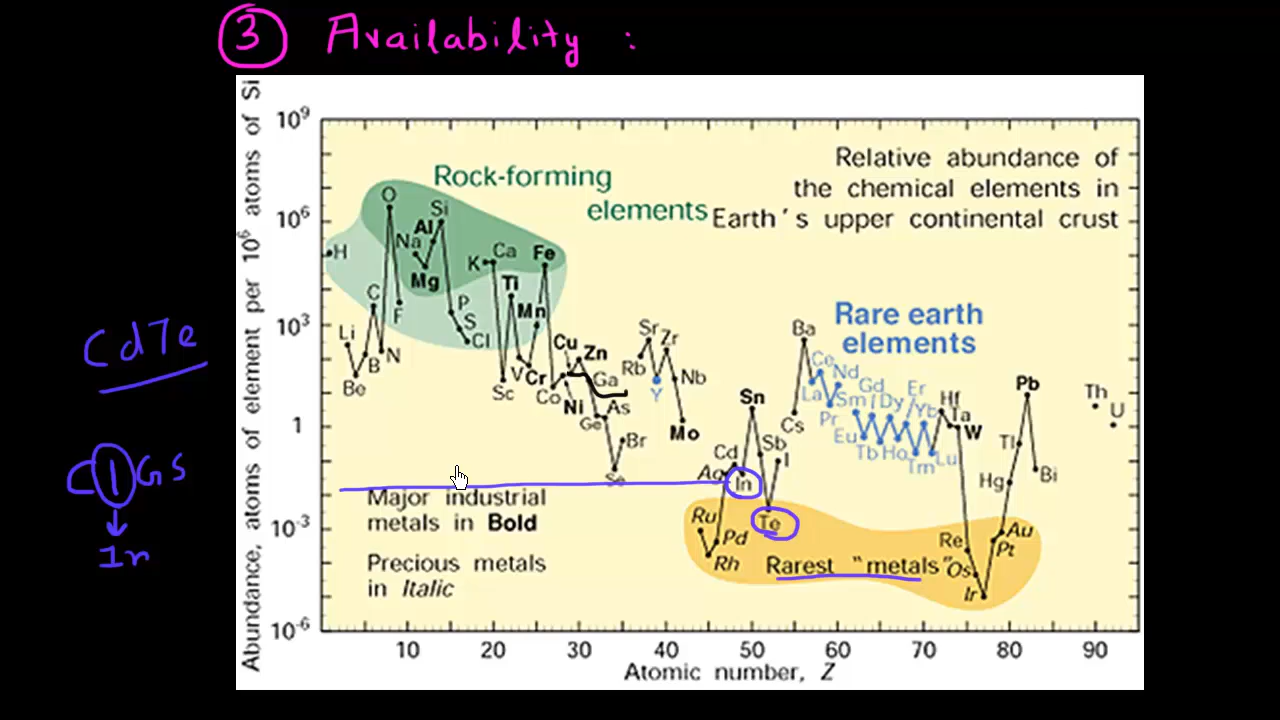 ③ Availability :
Abundance, atoms of element per 10⁶ atoms of Si
10⁹
10⁶
10³
1
10⁻³
10⁻⁶
Relative abundance of
the chemical elements in
Earth's upper continental crust
Rock-forming
elements
Rare earth
elements
H
Li
Be
B
C
N
O
F
Na
Mg
Al
Si
P
S
Cl
K
Ca
Sc
Ti
V
Cr
Mn
Fe
Co
Ni
Cu
Zn
Ga
Ge
As
Se
Br
Rb
Sr
Y
Zr
Nb
Mo
Ru
Rh
Pd
Ag
Cd
In
Sn
Sb
Te
I
Cs
Ba
La
Ce
Pr
Nd
Sm
Eu
Gd
Tb
Dy
Ho
Er
Tm
Yb
Lu
Hf
Ta
W
Re
Os
Ir
Pt
Au
Hg
Tl
Pb
Bi
Th
U
Major industrial
metals in Bold
Precious metals
in Italic
Rarest "metals"
10 20 30 40 50 60 70 80 90
Atomic number, Z
CdTe
CIGS
In